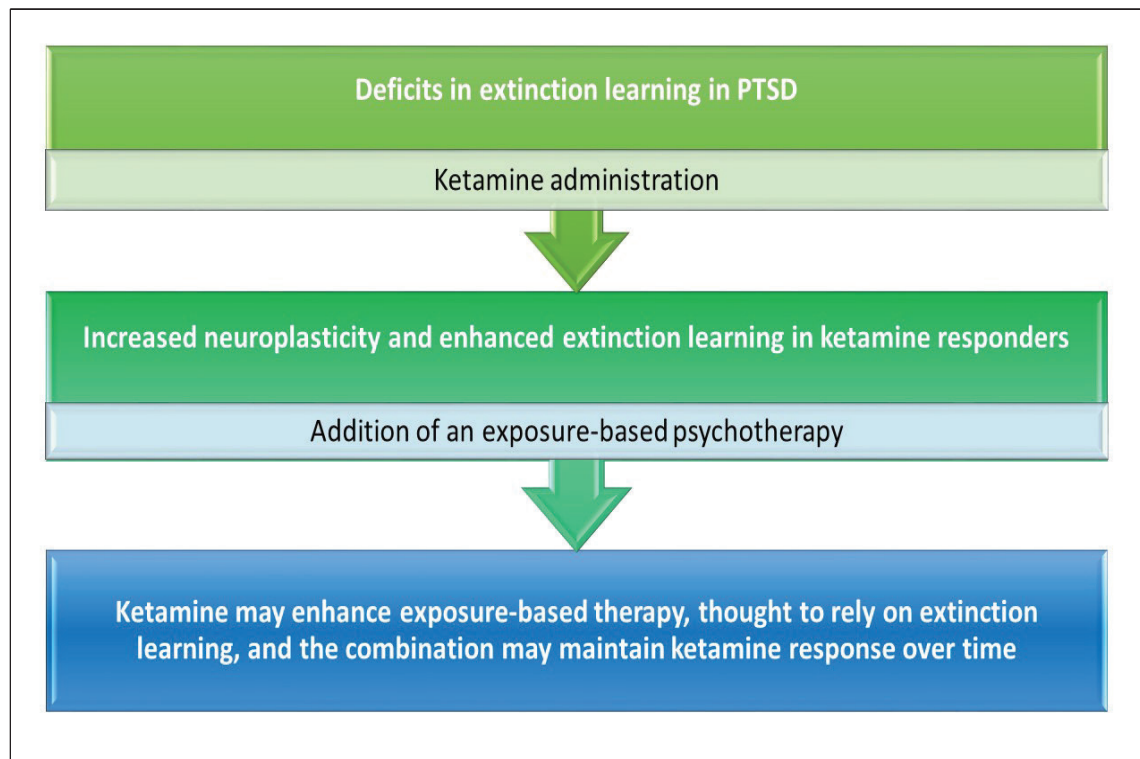 Deficits in extinction learning in PTSD
Ketamine administration
Increased neuroplasticity and enhanced extinction learning in ketamine responders
Addition of an exposure-based psychotherapy
Ketamine may enhance exposure-based therapy, thought to rely on extinction
learning, and the combination may maintain ketamine response over time